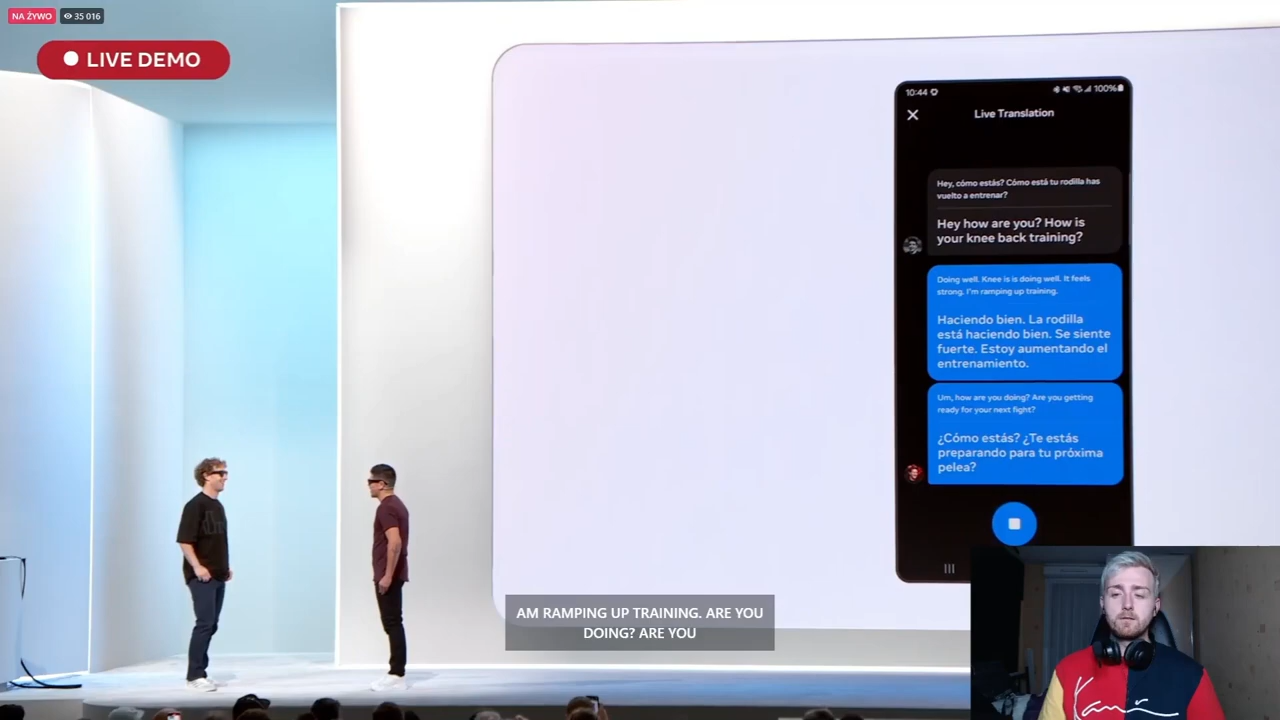 NA ŻYWO
35 016
LIVE DEMO
10:44
100%
Live Translation
Hey, cómo estás? Cómo está tu rodilla has
vuelto a entrenar?
Hey how are you? How is
your knee back training?
Doing well. Knee is is doing well. It feels
strong. I'm ramping up training.
Haciendo bien. La rodilla
está haciendo bien. Se siente
fuerte. Estoy aumentando el
entrenamiento.
Um, how are you doing? Are you getting
ready for your next fight?
¿Cómo estás? ¿Te estás
preparando para tu próxima
pelea?
AM RAMPING UP TRAINING. ARE YOU
DOING? ARE YOU